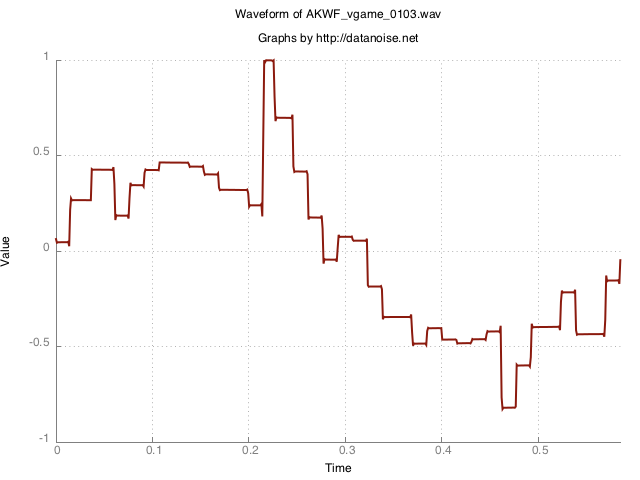 Waveform of AKWF_vgame_0103.wav
Graphs by http://datanoise.net
1
0.5
0
-0.5
-1
Value
0 0.1 0.2 0.3 0.4 0.5
Time